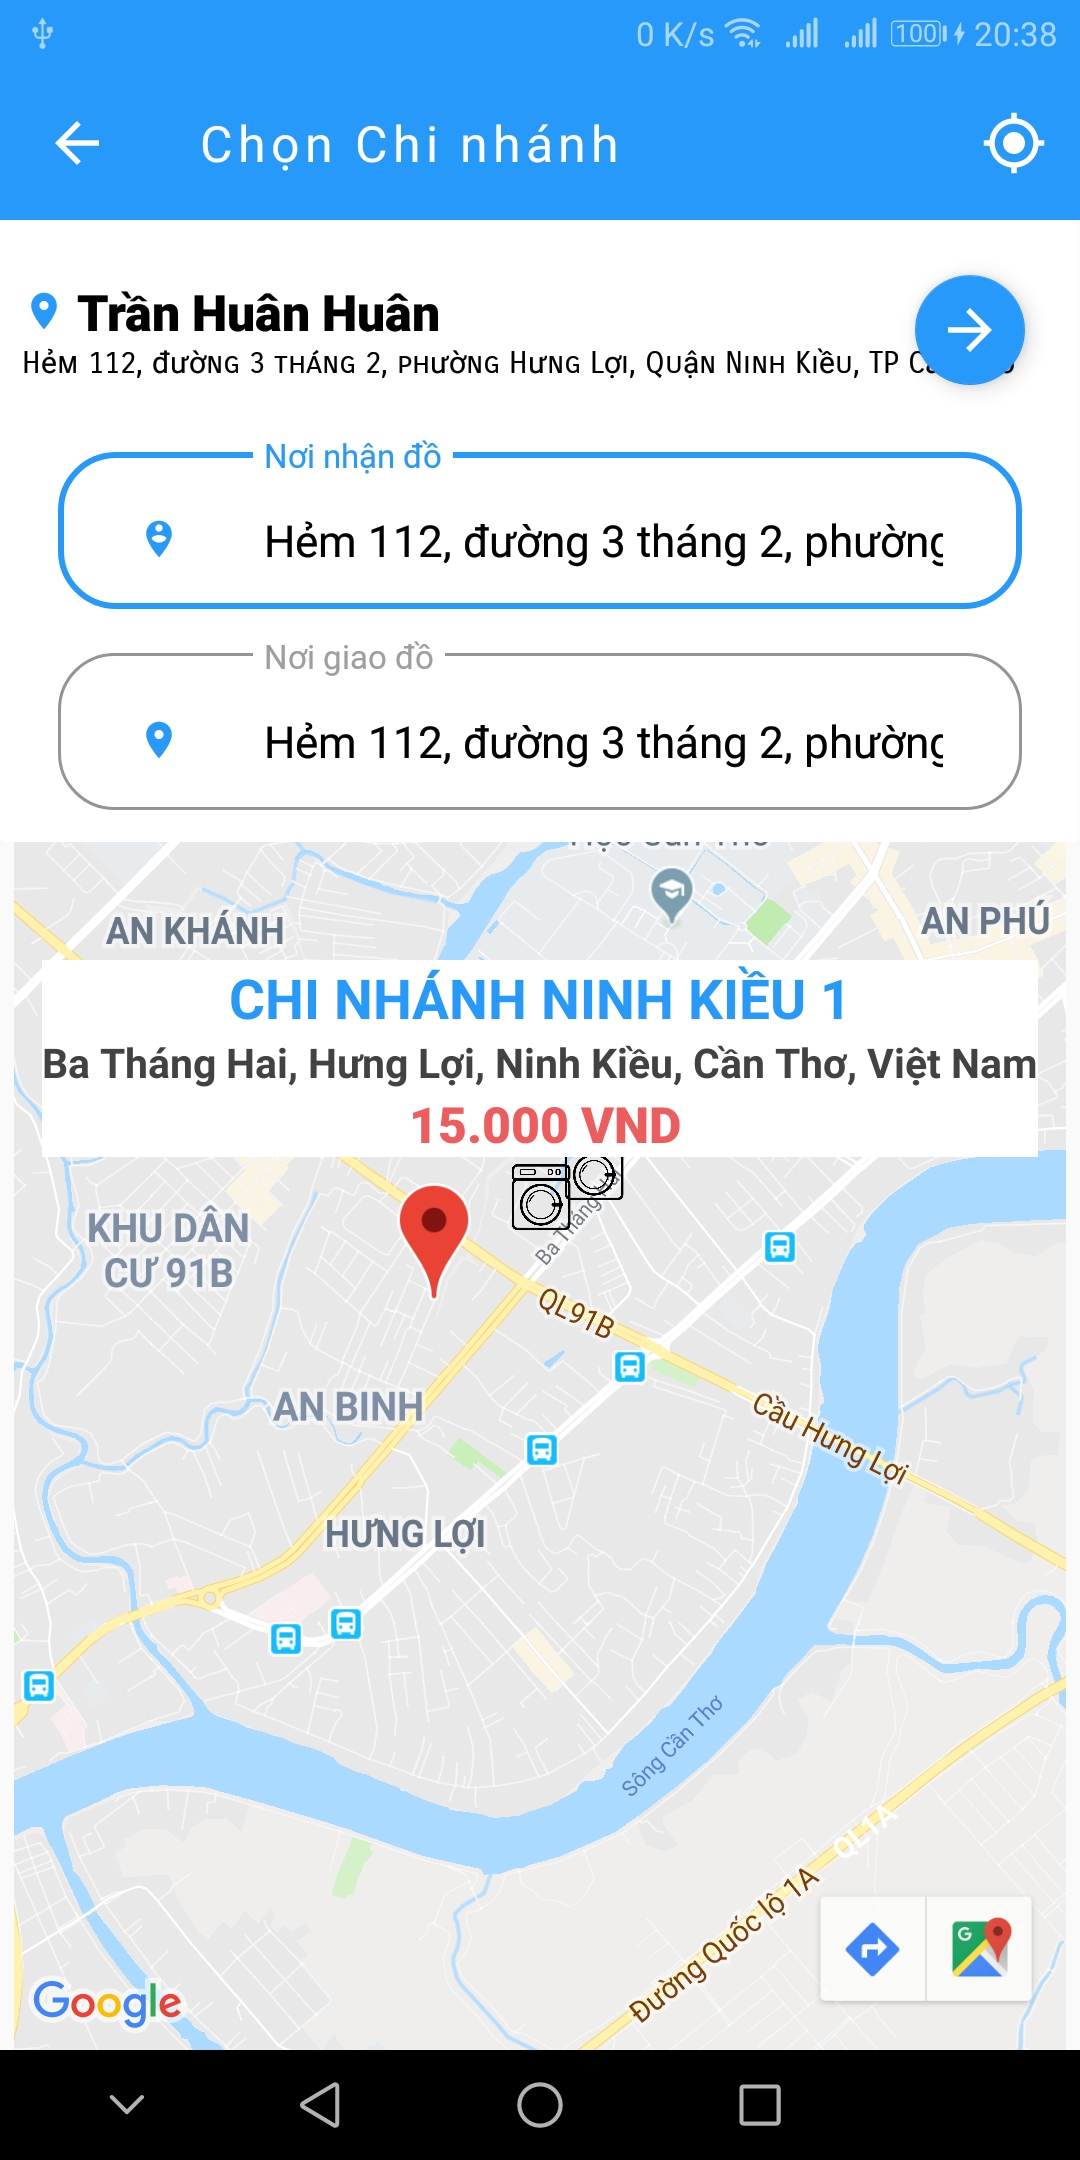 0 K/s 100 20:38
Chọn Chi nhánh
Trần Huân Huân
Hẻm 112, đường 3 tháng 2, phường Hưng Lợi, Quận Ninh Kiều, TP
Nơi nhận đồ
Hẻm 112, đường 3 tháng 2, phường
Nơi giao đồ
Hẻm 112, đường 3 tháng 2, phường
AN KHÁNH
AN PHÚ
CHI NHÁNH NINH KIỀU 1
Ba Tháng Hai, Hưng Lợi, Ninh Kiều, Cần Thơ, Việt Nam
15.000 VND
KHU DÂN
CƯ 91B
Ba Tháng Hai
QL91B
AN BINH
Cầu Hưng Lợi
HƯNG LỢI
Sông Cần Thơ
QL1A
Đường Quốc lộ 1A
G
Google